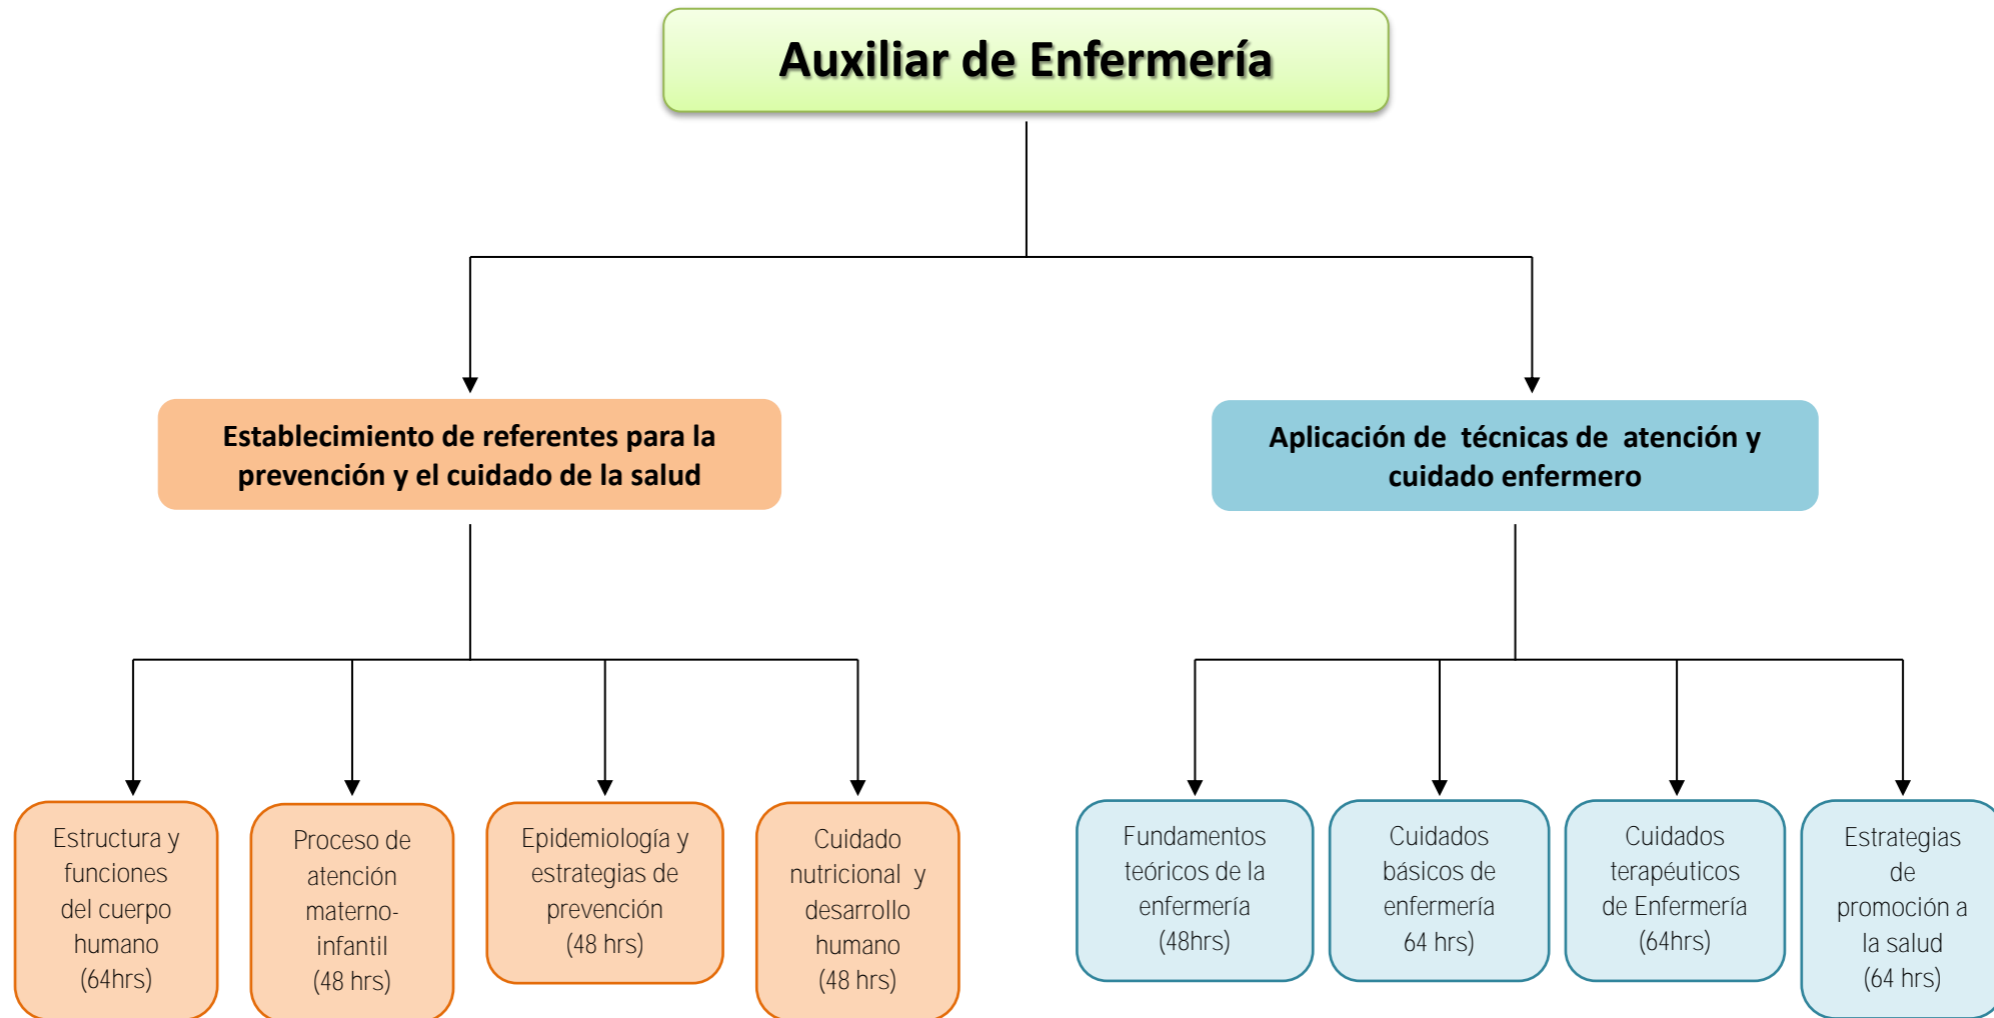 Auxiliar de Enfermería
Establecimiento de referentes para la
prevención y el cuidado de la salud
Aplicación de técnicas de atención y
cuidado enfermero
Estructura y
funciones
del cuerpo
humano
(64hrs)
Proceso de
atención
materno-
infantil
(48 hrs)
Epidemiología y
estrategias de
prevención
(48 hrs)
Cuidado
nutricional y
desarrollo
humano
(48 hrs)
Fundamentos
teóricos de la
enfermería
(48hrs)
Cuidados
básicos de
enfermería
64 hrs)
Cuidados
terapéuticos
de Enfermería
(64hrs)
Estrategias
de
promoción a
la salud
(64 hrs)